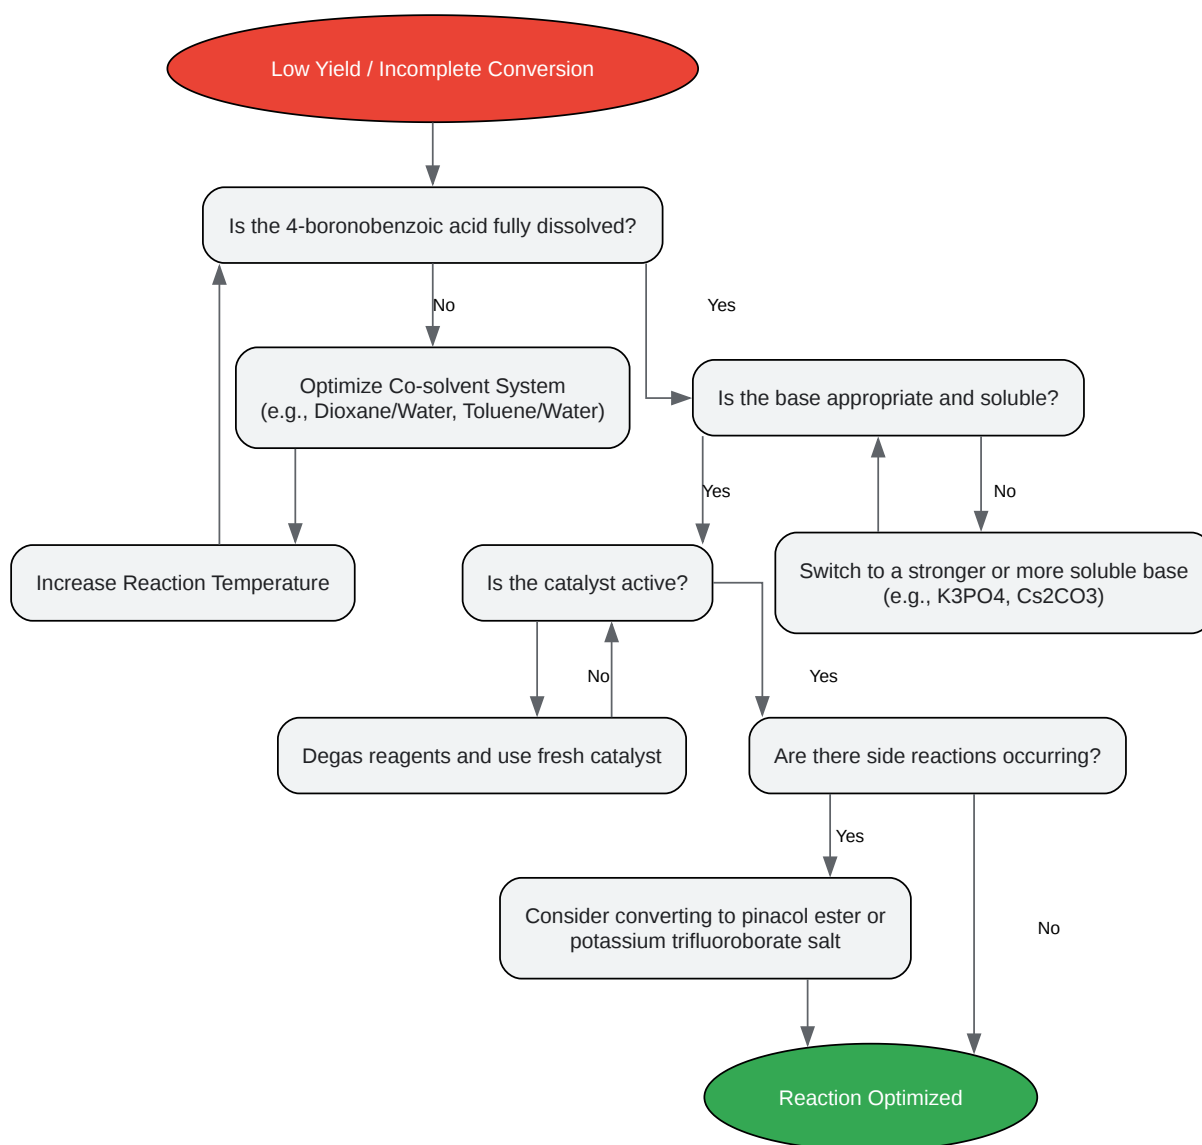 Low Yield / Incomplete Conversion
Is the 4-boronobenzoic acid fully dissolved?
No
Yes
Optimize Co-solvent System
(e.g., Dioxane/Water, Toluene/Water)
Is the base appropriate and soluble?
Yes
No
Increase Reaction Temperature
Is the catalyst active?
Switch to a stronger or more soluble base
(e.g., K3PO4, Cs2CO3)
No
Yes
Degas reagents and use fresh catalyst
Are there side reactions occurring?
Yes
Consider converting to pinacol ester or
potassium trifluoroborate salt
No
Reaction Optimized